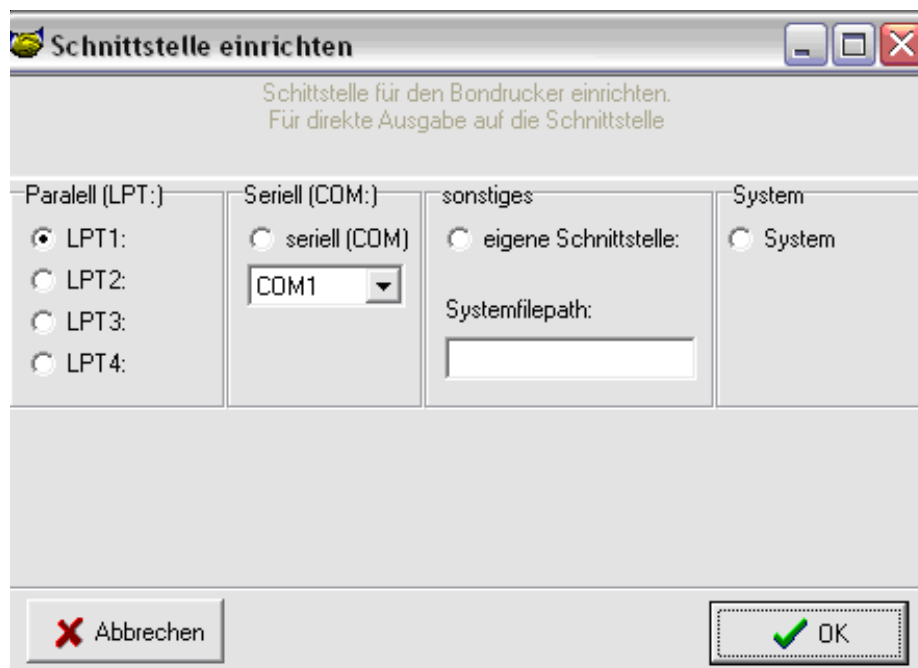 Schnittstelle einrichten
Schittstelle für den Bondrucker einrichten.
Für direkte Ausgabe auf die Schnittstelle
Paralell (LPT:)
LPT1:
LPT2:
LPT3:
LPT4:
Seriell (COM:)
seriell (COM)
COM1
sonstiges
eigene Schnittstelle:
Systemfilepath:
System
System
Abbrechen
OK